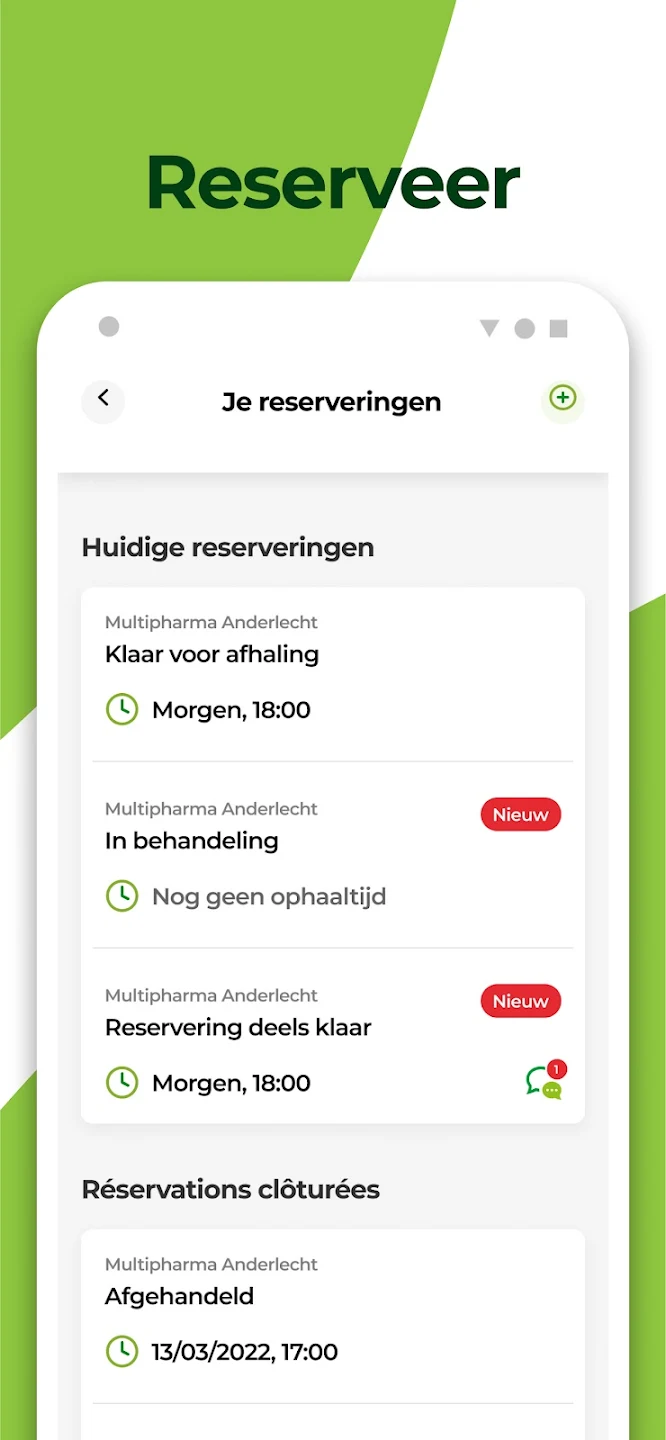 Reserveer
Je reserveringen
Huidige reserveringen
Multipharma Anderlecht
Klaar voor afhaling
Morgen, 18:00
Multipharma Anderlecht
Nieuw
In behandeling
Nog geen ophaaltijd
Multipharma Anderlecht
Nieuw
Reservering deels klaar
Morgen, 18:00
1
Réservations clôturées
Multipharma Anderlecht
Afgehandeld
13/03/2022, 17:00